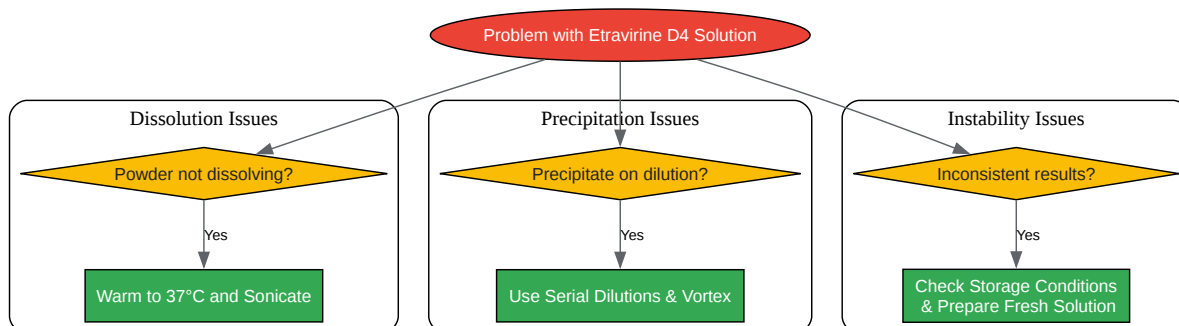 Problem with Etravirine D4 Solution
Dissolution Issues
Precipitation Issues
Instability Issues
Powder not dissolving?
Precipitate on dilution?
Inconsistent results?
Yes
Yes
Yes
Warm to 37°C and Sonicate
Use Serial Dilutions & Vortex
Check Storage Conditions
& Prepare Fresh Solution